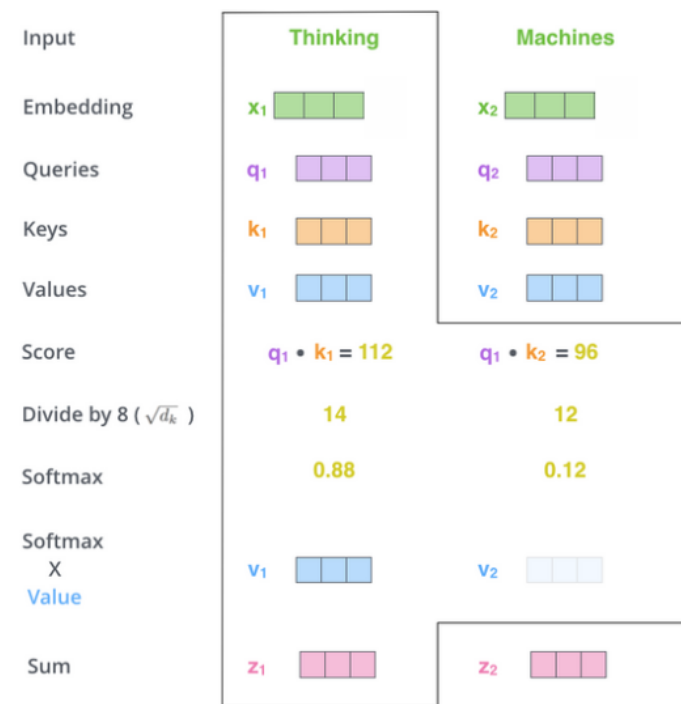 Input Thinking Machines
Embedding x₁ x₂
Queries q₁ q₂
Keys k₁ k₂
Values v₁ v₂
Score q₁ • k₁ = 112 q₁ • k₂ = 96
Divide by 8 ( √dₖ ) 14 12
Softmax 0.88 0.12
Softmax
X
Value v₁ v₂
Sum z₁ z₂